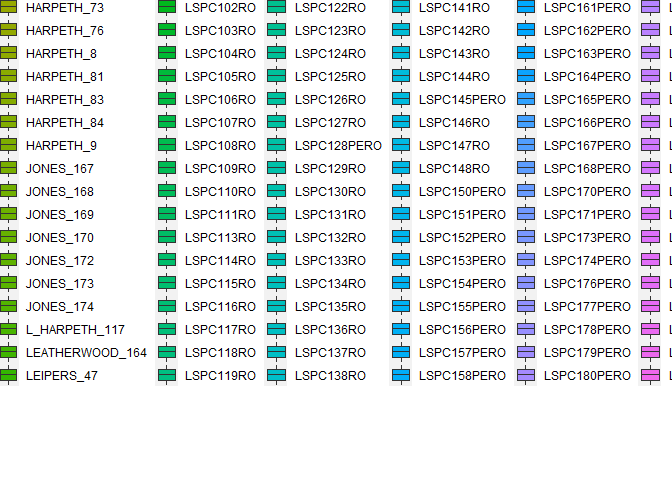 HARPETH_73 LSPC102RO LSPC122RO LSPC141RO LSPC161PERO
HARPETH_76 LSPC103RO LSPC123RO LSPC142RO LSPC162PERO
HARPETH_8 LSPC104RO LSPC124RO LSPC143RO LSPC163PERO
HARPETH_81 LSPC105RO LSPC125RO LSPC144RO LSPC164PERO
HARPETH_83 LSPC106RO LSPC126RO LSPC145PERO LSPC165PERO
HARPETH_84 LSPC107RO LSPC127RO LSPC146RO LSPC166PERO
HARPETH_9 LSPC108RO LSPC128PERO LSPC147RO LSPC167PERO
JONES_167 LSPC109RO LSPC129RO LSPC148RO LSPC168PERO
JONES_168 LSPC110RO LSPC130RO LSPC150PERO LSPC170PERO
JONES_169 LSPC111RO LSPC131RO LSPC151PERO LSPC171PERO
JONES_170 LSPC113RO LSPC132RO LSPC152PERO LSPC173PERO
JONES_172 LSPC114RO LSPC133RO LSPC153PERO LSPC174PERO
JONES_173 LSPC115RO LSPC134RO LSPC154PERO LSPC176PERO
JONES_174 LSPC116RO LSPC135RO LSPC155PERO LSPC177PERO
L_HARPETH_117 LSPC117RO LSPC136RO LSPC156PERO LSPC178PERO
LEATHERWOOD_164 LSPC118RO LSPC137RO LSPC157PERO LSPC179PERO
LEIPERS_47 LSPC119RO LSPC138RO LSPC158PERO LSPC180PERO